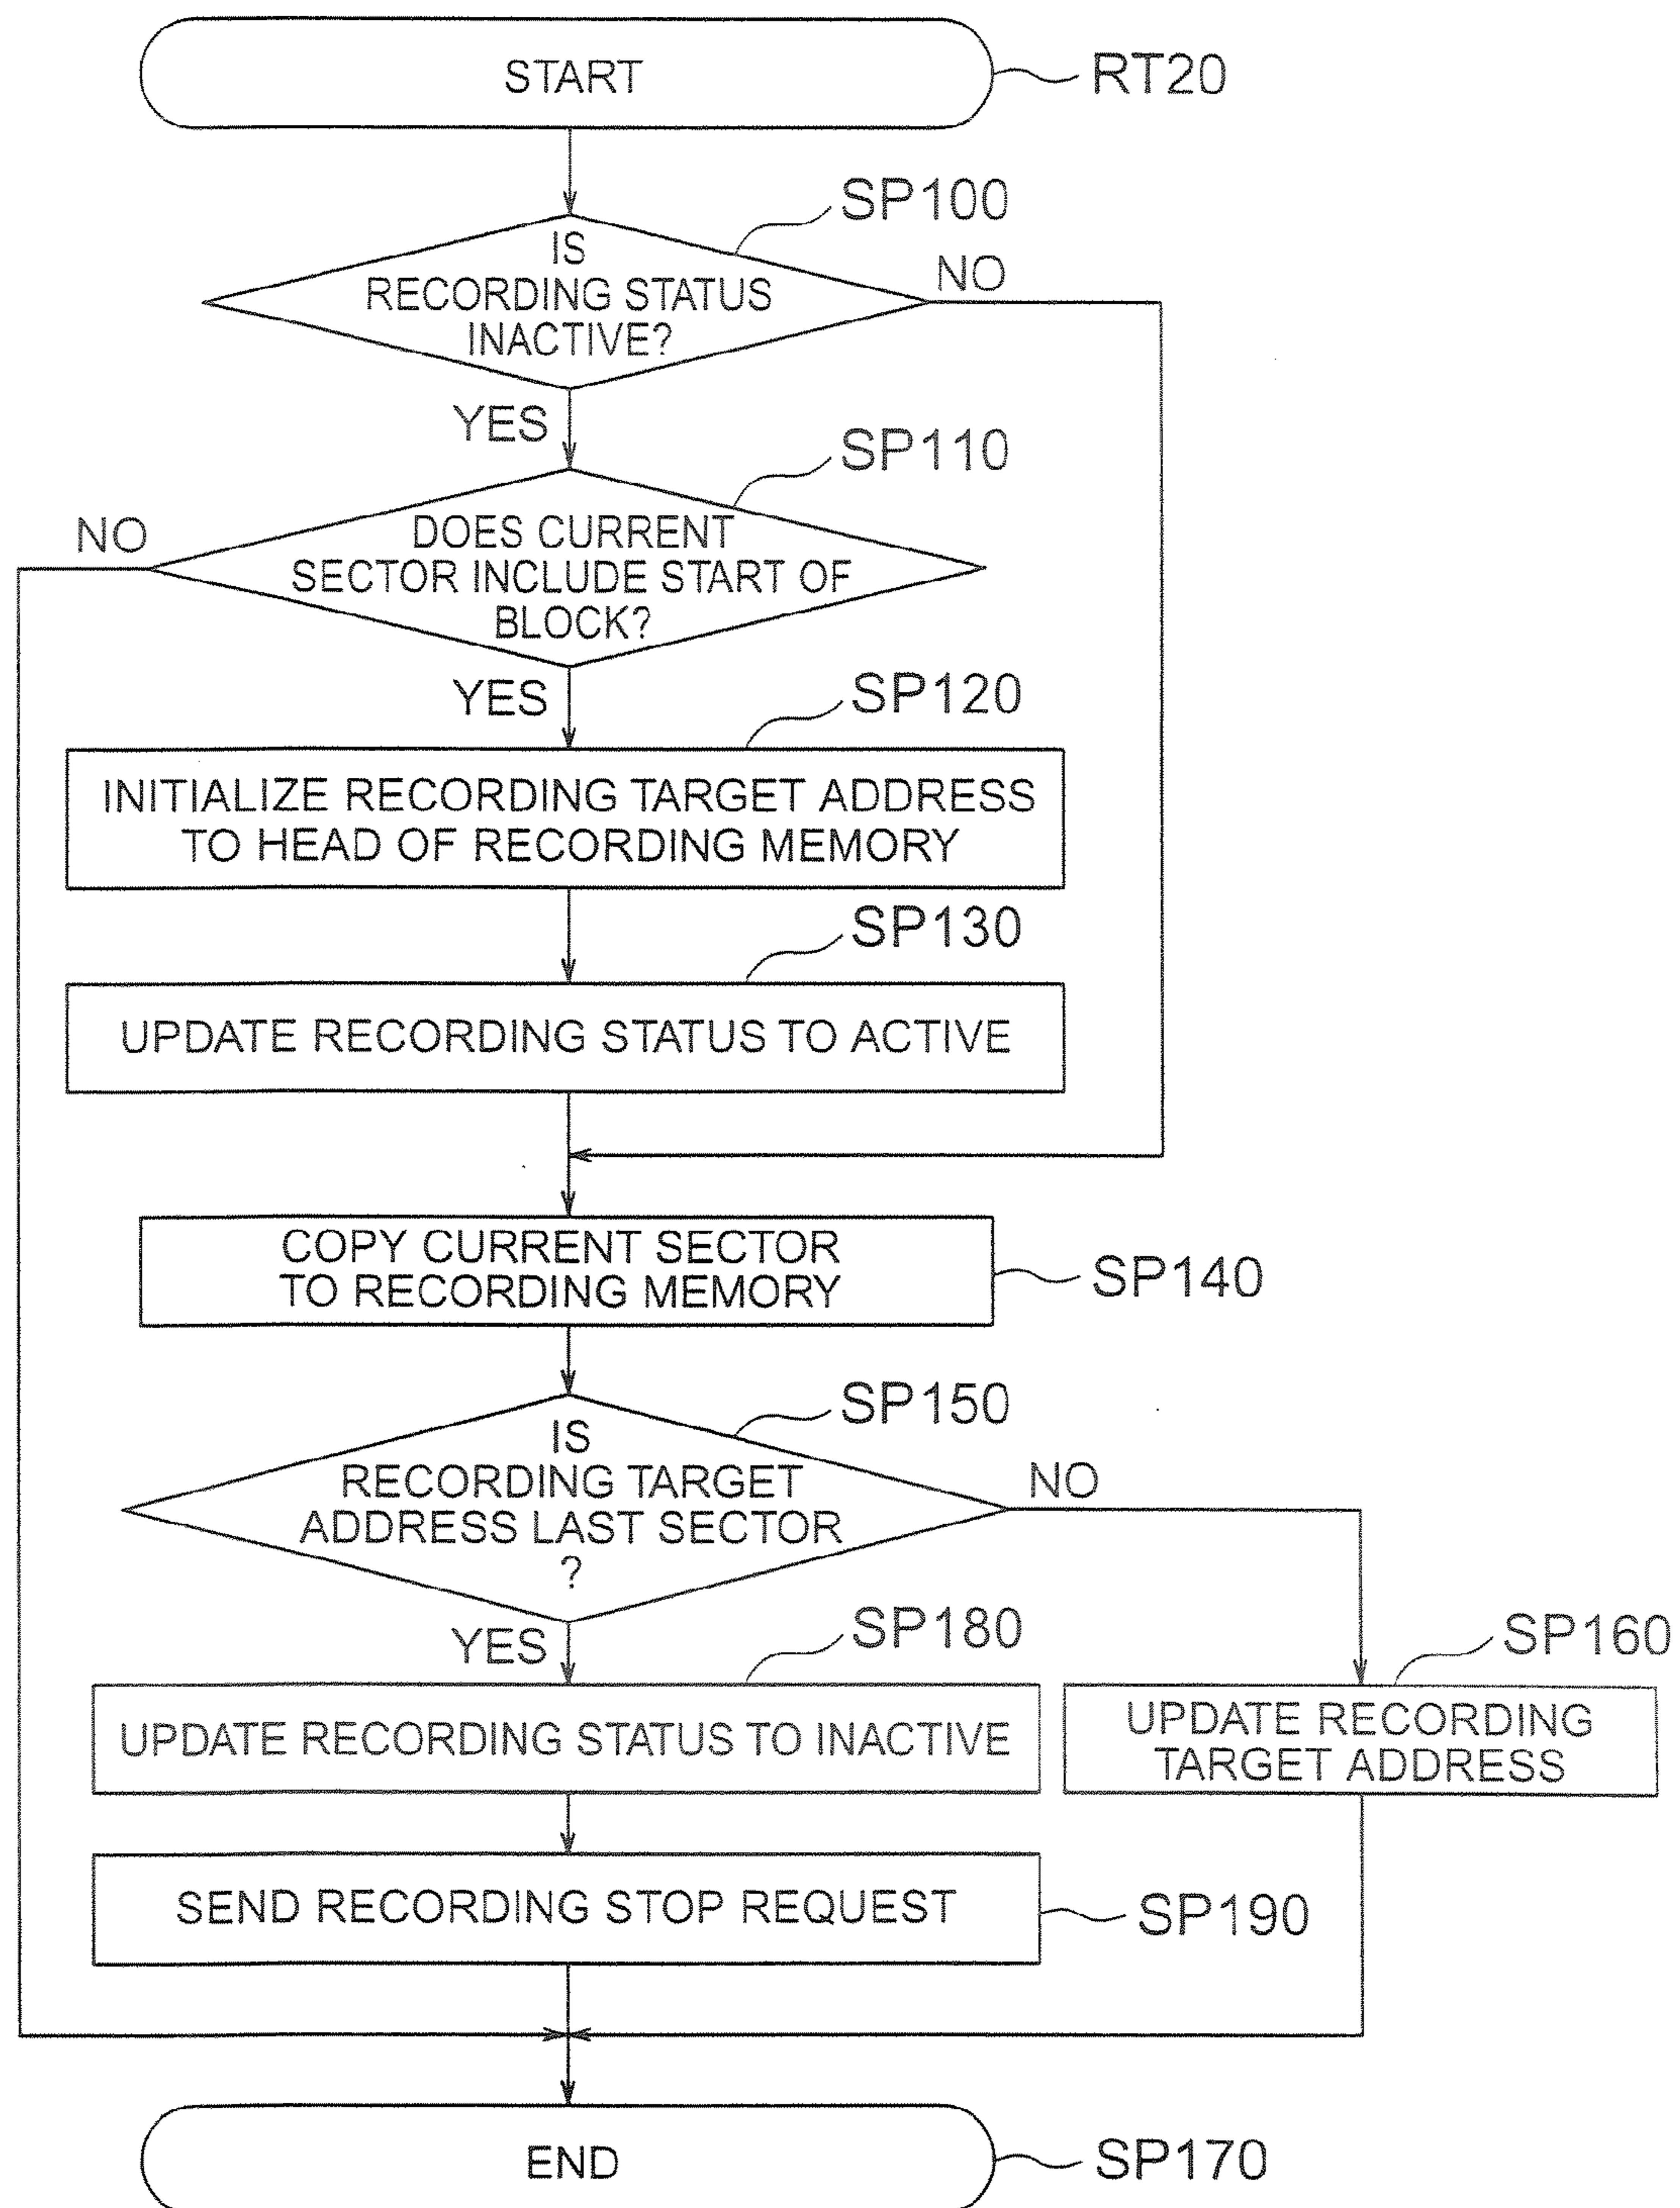 START
RT20
SP100
IS
RECORDING STATUS
INACTIVE?
NO
YES
SP110
NO
DOES CURRENT
SECTOR INCLUDE START OF
BLOCK?
YES
SP120
INITIALIZE RECORDING TARGET ADDRESS
TO HEAD OF RECORDING MEMORY
SP130
UPDATE RECORDING STATUS TO ACTIVE
COPY CURRENT SECTOR
TO RECORDING MEMORY
SP140
SP150
IS
RECORDING TARGET
ADDRESS LAST SECTOR
?
NO
YES
SP180
SP160
UPDATE RECORDING STATUS TO INACTIVE
UPDATE RECORDING
TARGET ADDRESS
SEND RECORDING STOP REQUEST
SP190
END
SP170